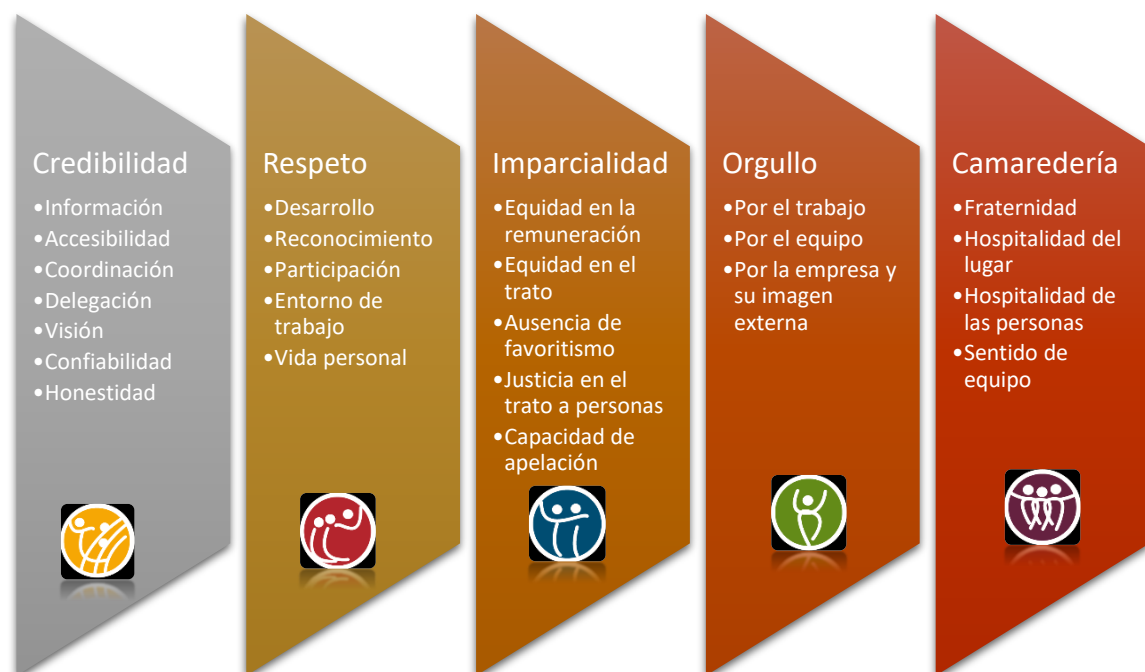 Credibilidad
•Información
•Accesibilidad
•Coordinación
•Delegación
•Visión
•Confiabilidad
•Honestidad
Respeto
•Desarrollo
•Reconocimiento
•Participación
•Entorno de
trabajo
•Vida personal
Imparcialidad
•Equidad en la
remuneración
•Equidad en el
trato
•Ausencia de
favoritismo
•Justicia en el
trato a personas
•Capacidad de
apelación
Orgullo
•Por el trabajo
•Por el equipo
•Por la empresa y
su imagen
externa
Camaredería
•Fraternidad
•Hospitalidad del
lugar
•Hospitalidad de
las personas
•Sentido de
equipo